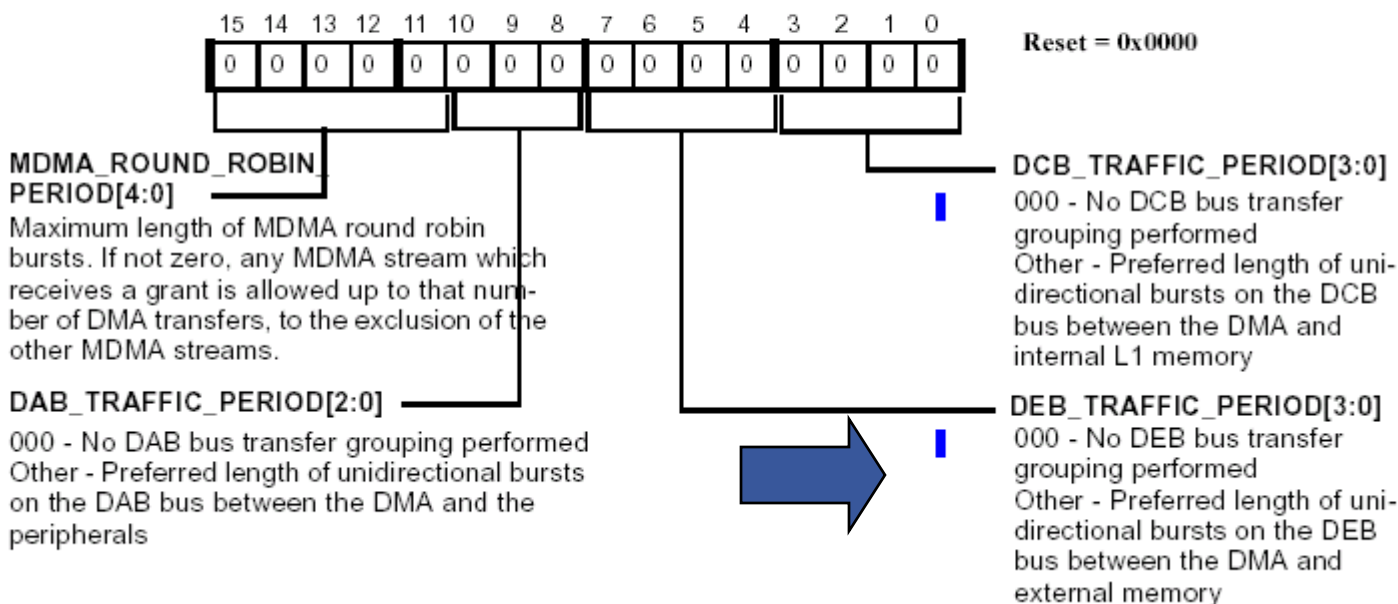 15 14 13 12 11 10 9 8 7 6 5 4 3 2 1 0
Reset = 0x0000
0 0 0 0 0 0 0 0 0 0 0 0 0 0 0 0
MDMA_ROUND_ROBIN_
PERIOD[4:0]
Maximum length of MDMA round robin
bursts. If not zero, any MDMA stream which
receives a grant is allowed up to that num-
ber of DMA transfers, to the exclusion of the
other MDMA streams.
DAB_TRAFFIC_PERIOD[2:0]
000 - No DAB bus transfer grouping performed
Other - Preferred length of unidirectional bursts
on the DAB bus between the DMA and the
peripherals
DCB_TRAFFIC_PERIOD[3:0]
000 - No DCB bus transfer
grouping performed
Other - Preferred length of uni-
directional bursts on the DCB
bus between the DMA and
internal L1 memory
DEB_TRAFFIC_PERIOD[3:0]
000 - No DEB bus transfer
grouping performed
Other - Preferred length of uni-
directional bursts on the DEB
bus between the DMA and
external memory